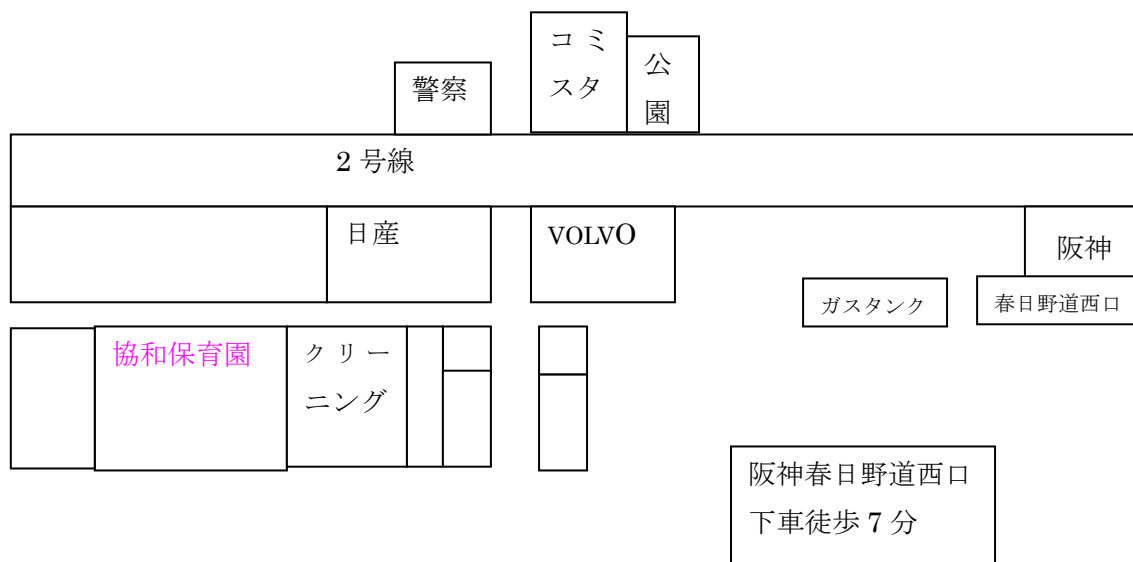 コミ
スタ
公
園
警察
2号線
日産
VOLVO
阪神
ガスタンク
春日野道西口
協和保育園
クリー
ニング
阪神春日野道西口
下車徒歩7分